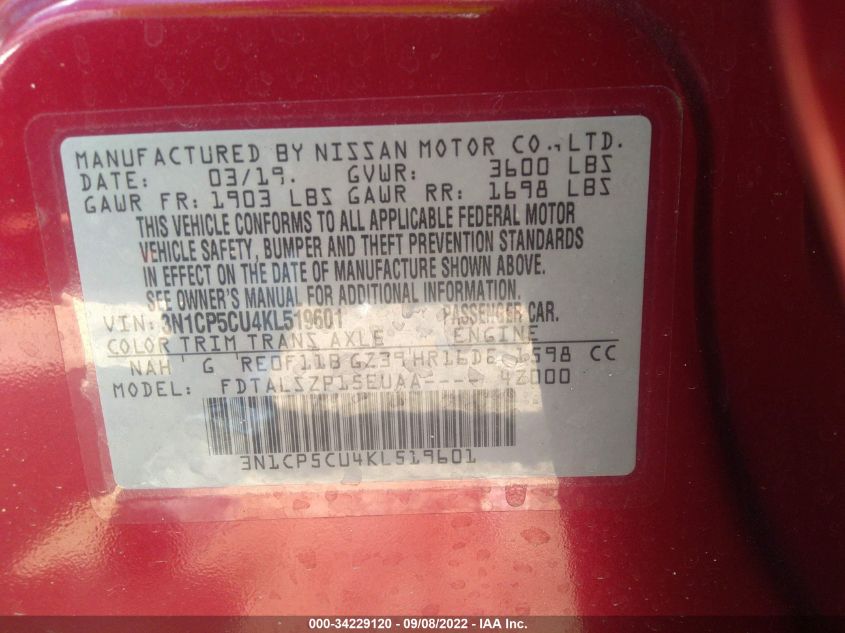 MANUFACTURED BY NISSAN MOTOR CO., LTD.
DATE: 03/19. GVWR: 3600 LBS
GAWR FR: 1903 LBS GAWR RR: 1698 LBS
THIS VEHICLE CONFORMS TO ALL APPLICABLE FEDERAL MOTOR
VEHICLE SAFETY, BUMPER AND THEFT PREVENTION STANDARDS
IN EFFECT ON THE DATE OF MANUFACTURE SHOWN ABOVE.
SEE OWNER'S MANUAL FOR ADDITIONAL INFORMATION.
VIN: 3N1CP5CU4KL519601 PASSENGER CAR.
COLOR TRIM TRANS AXLE ENGINE
NAH G RE0F11B GZ39 HR16DE 1598 CC
MODEL: FDTALSZP15EUAA---- 4Z000
3N1CP5CU4KL519601
000-34229120 - 09/08/2022 - IAA Inc.